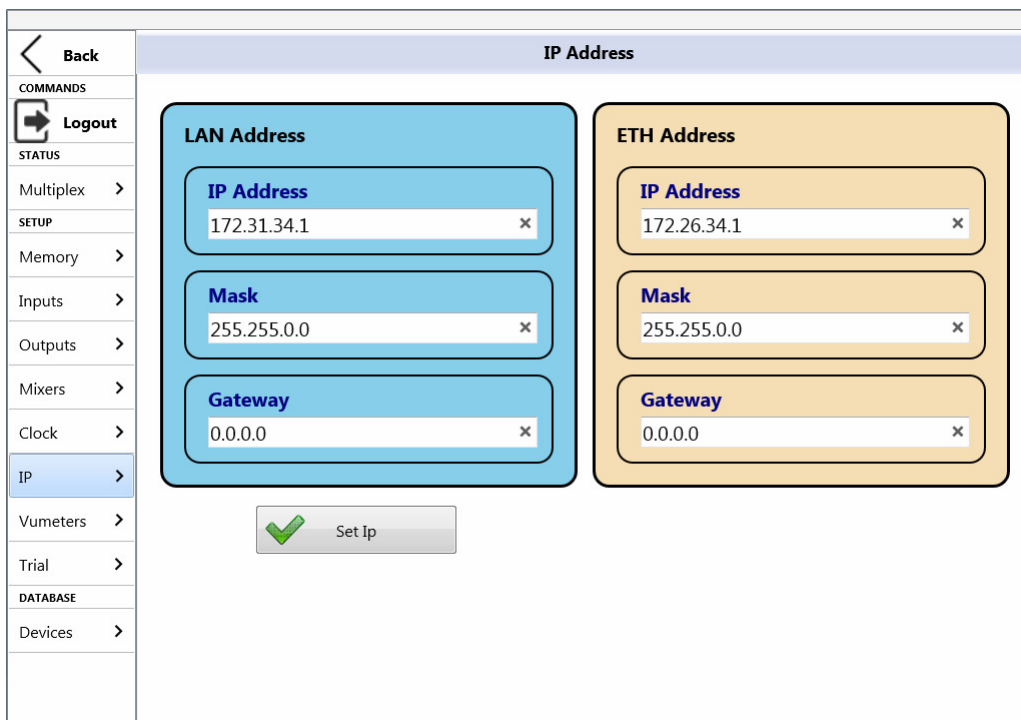 Back
IP Address
COMMANDS
Logout
STATUS
Multiplex
SETUP
Memory
Inputs
Outputs
Mixers
Clock
IP
Vumeters
Trial
DATABASE
Devices
LAN Address
IP Address
172.31.34.1
Mask
255.255.0.0
Gateway
0.0.0.0
ETH Address
IP Address
172.26.34.1
Mask
255.255.0.0
Gateway
0.0.0.0
Set Ip